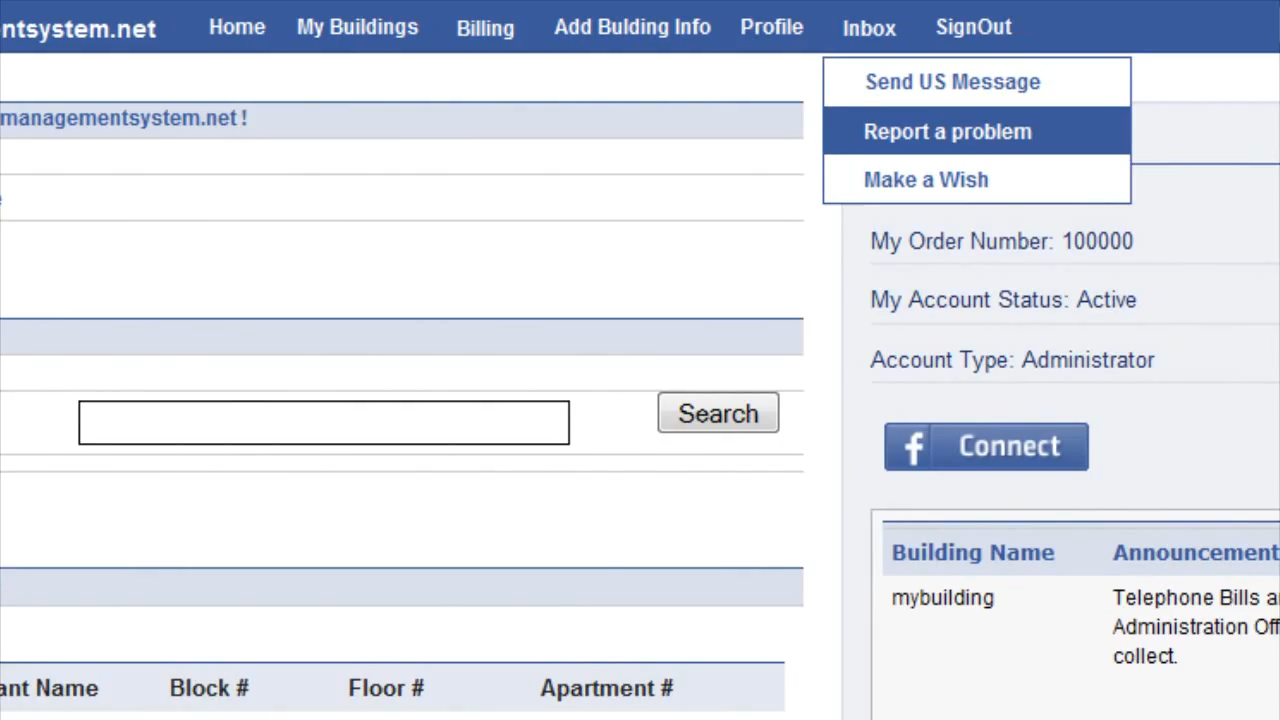 ntsystem.net Home My Buildings Billing Add Bulding Info Profile Inbox SignOut
Send US Message
Report a problem
Make a Wish
managementsystem.net !
My Order Number: 100000
My Account Status: Active
Account Type: Administrator
Search
f Connect
Building Name Announcement
mybuilding Telephone Bills a
Administration Off
collect.
ant Name Block # Floor # Apartment #